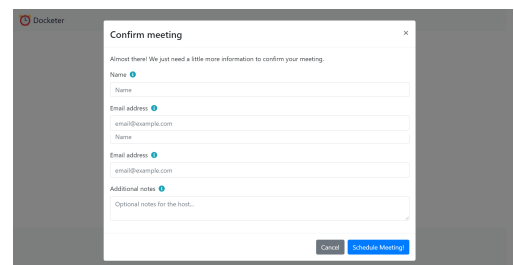 Docketer
Confirm meeting
×
Almost there! We just need a little more information to confirm your meeting.
Name
Name
Email address
email@example.com
Name
Email address
email@example.com
Additional notes
Optional notes for the host...
Cancel Schedule Meeting!